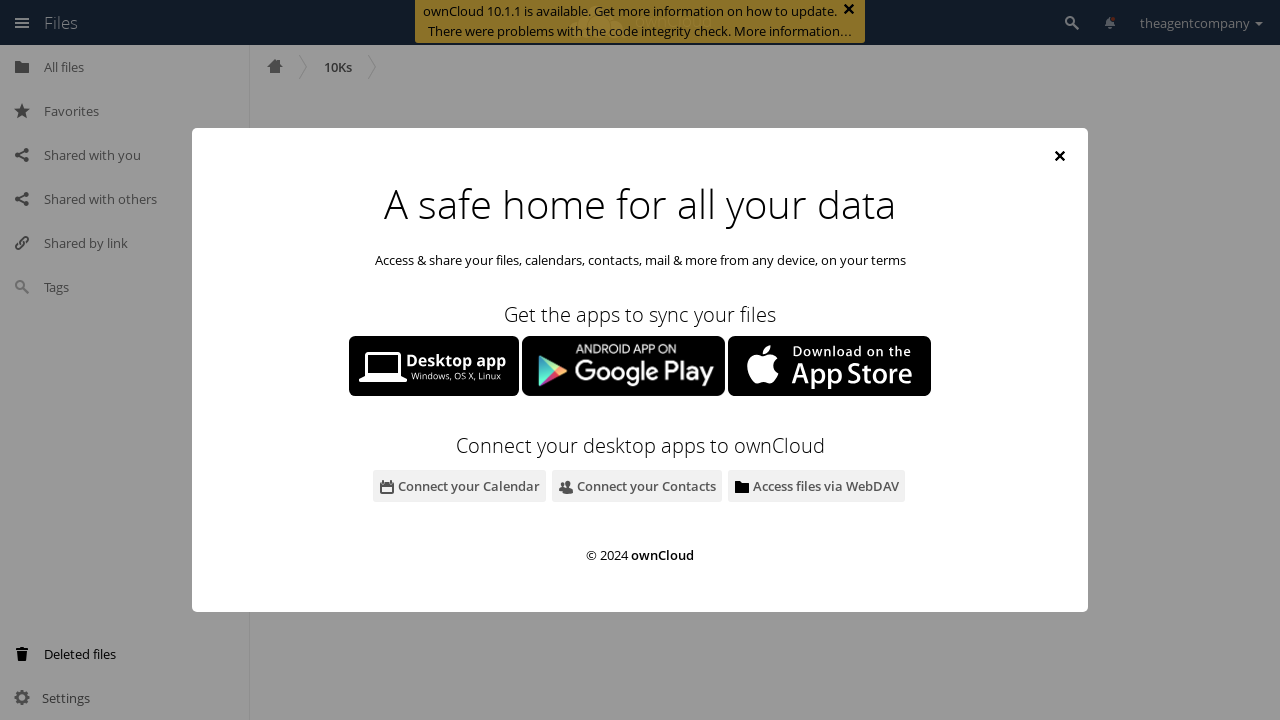 Files
ownCloud 10.1.1 is available. Get more information on how to update.
There were problems with the code integrity check. More information…
theagentcompany
All files
Favorites
Shared with you
Shared with others
Shared by link
Tags
Deleted files
Settings
10Ks
A safe home for all your data
Access & share your files, calendars, contacts, mail & more from any device, on your terms
Get the apps to sync your files
Desktop app
Windows, OS X, Linux
ANDROID APP ON
Google Play
Download on the
App Store
Connect your desktop apps to ownCloud
Connect your Calendar
Connect your Contacts
Access files via WebDAV
© 2024 ownCloud